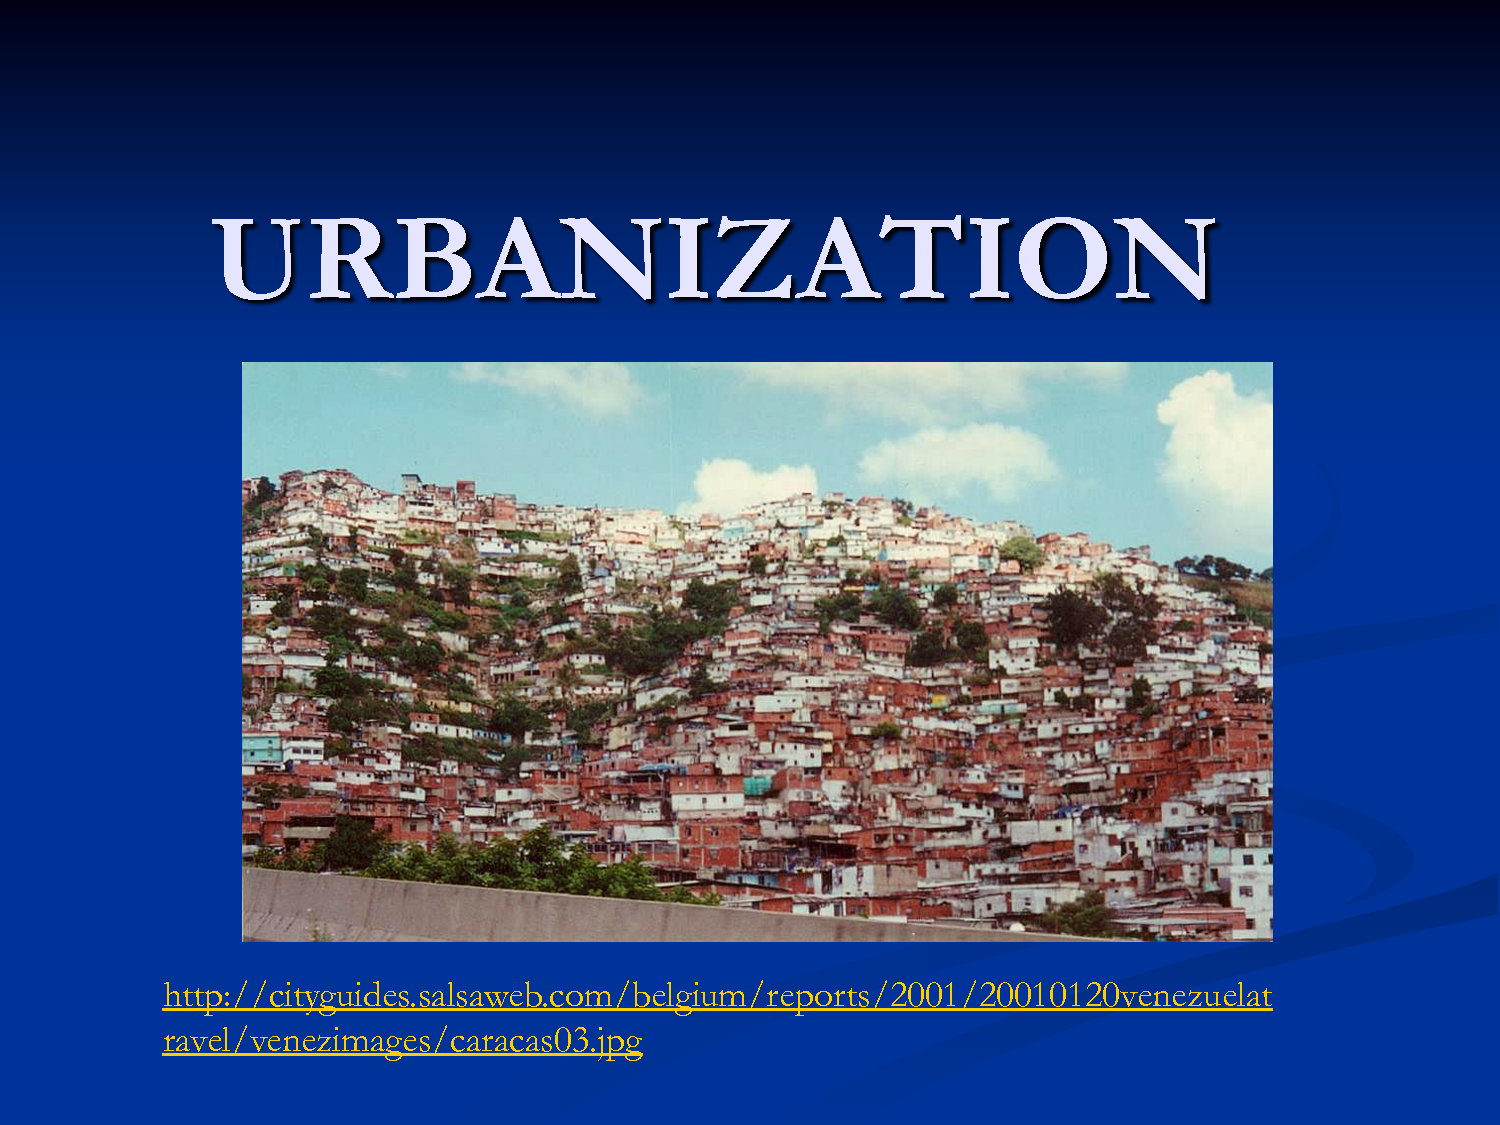 URBANIZATION
http://cityguides.salsaweb.com/belgium/reports/2001/20010120venezuelat
ravel/venezimages/caracas03.jpg